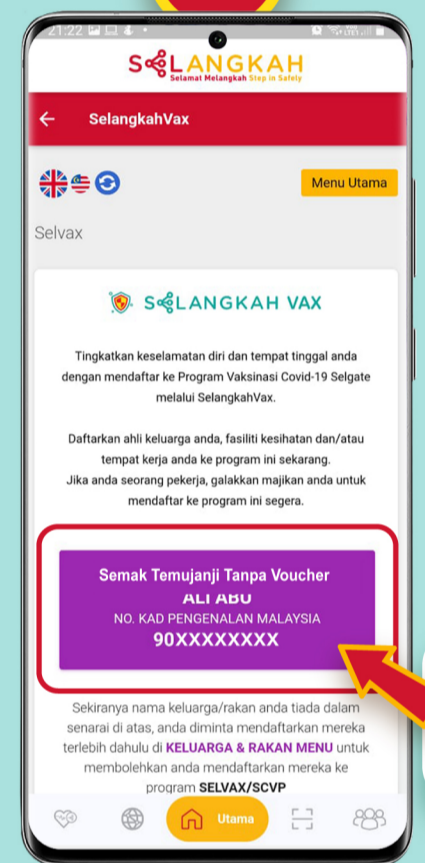 21:22
SELANGKAH
Selamat Melangkah Step in Safely
SelangkahVax
Menu Utama
Selvax
SELANGKAH VAX
Tingkatkan keselamatan diri dan tempat tinggal anda
dengan mendaftar ke Program Vaksinasi Covid-19 Selgate
melalui SelangkahVax.
Daftarkan ahli keluarga anda, fasiliti kesihatan dan/atau
tempat kerja anda ke program ini sekarang.
Jika anda seorang pekerja, galakkan majikan anda untuk
mendaftar ke program ini segera.
Semak Temujanji Tanpa Voucher
ALI ABU
NO. KAD PENGENALAN MALAYSIA
90XXXXXXXX
Sekiranya nama keluarga/rakan anda tiada dalam
senarai di atas, anda diminta mendaftarkan mereka
terlebih dahulu di KELUARGA & RAKAN MENU untuk
membolehkan anda mendaftarkan mereka ke
program SELVAX/SCVP
Utama